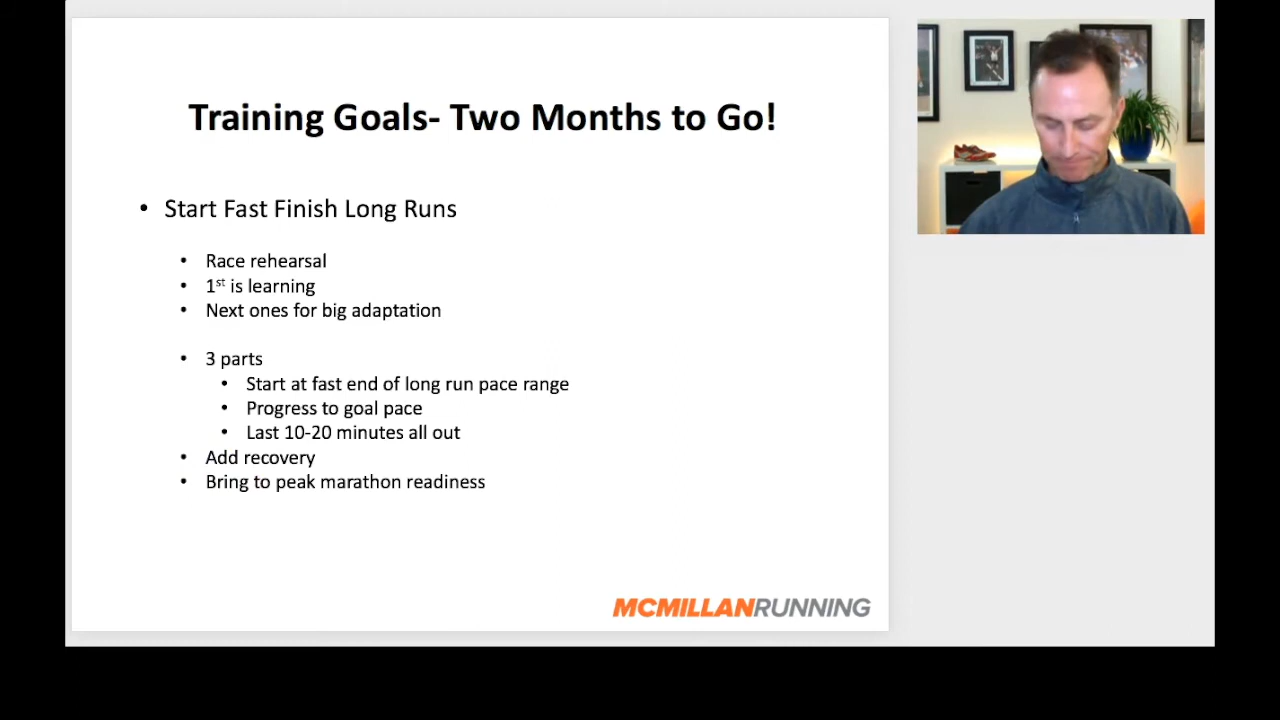 Training Goals- Two Months to Go!
• Start Fast Finish Long Runs
• Race rehearsal
• 1st is learning
• Next ones for big adaptation
• 3 parts
• Start at fast end of long run pace range
• Progress to goal pace
• Last 10-20 minutes all out
• Add recovery
• Bring to peak marathon readiness
MCMILLANRUNNING